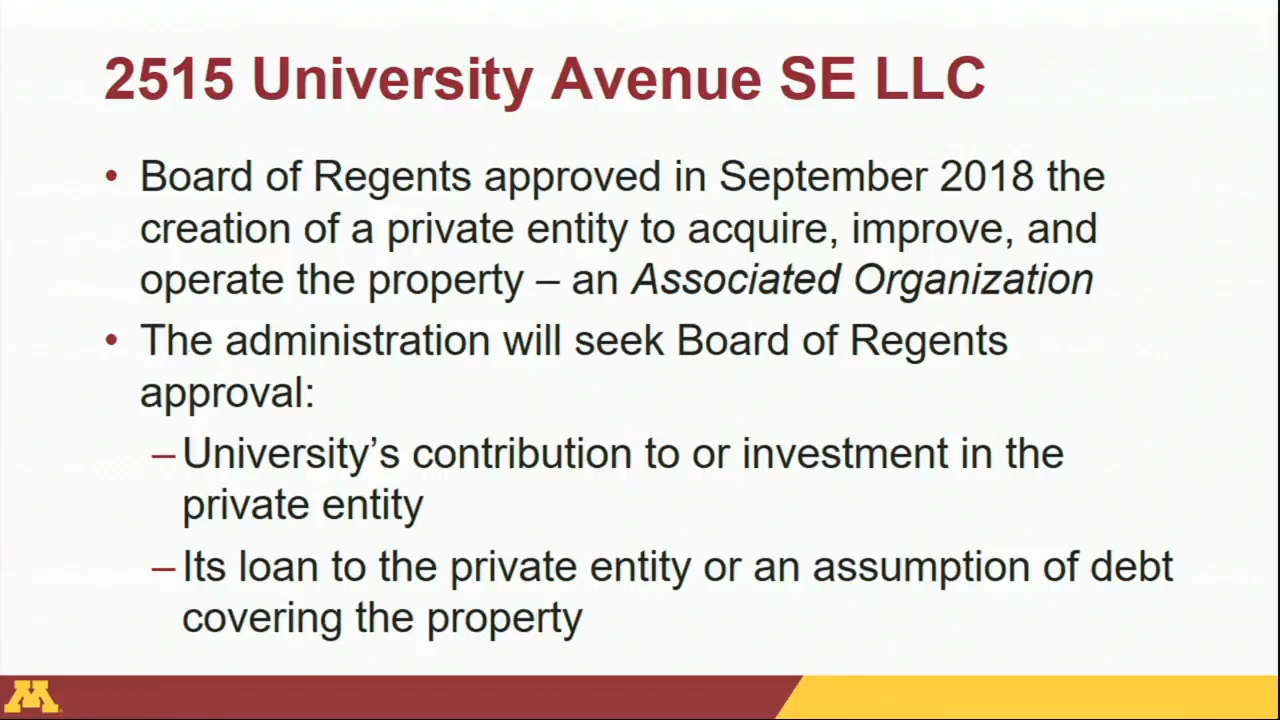 2515 University Avenue SE LLC
• Board of Regents approved in September 2018 the
creation of a private entity to acquire, improve, and
operate the property – an Associated Organization
• The administration will seek Board of Regents
approval:
–University’s contribution to or investment in the
private entity
–Its loan to the private entity or an assumption of debt
covering the property
M